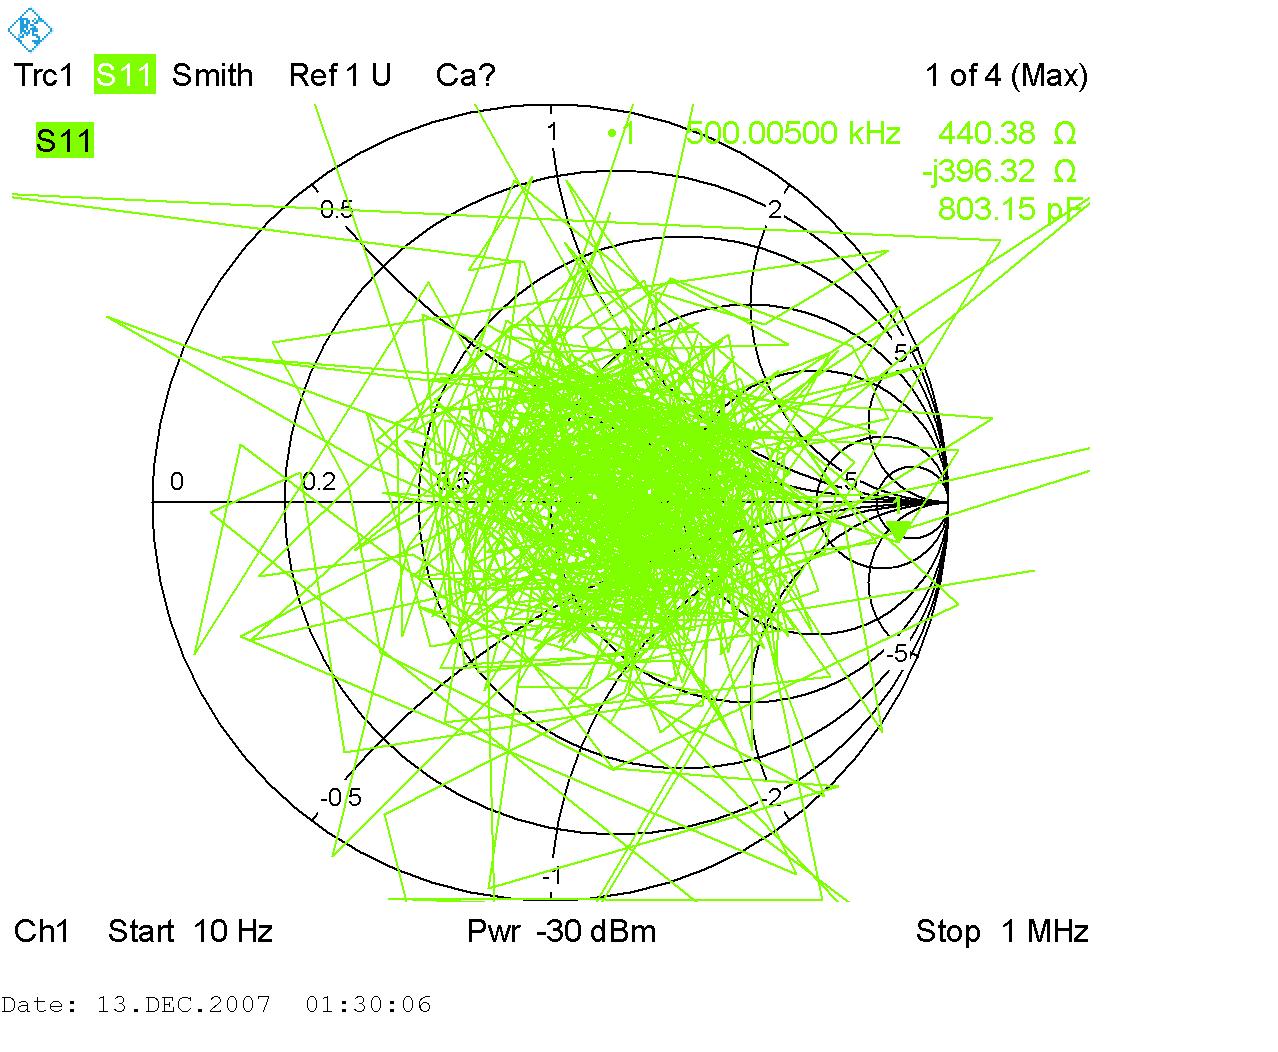 Trc1 S11 Smith Ref 1 U Ca? 1 of 4 (Max)
S11
•1 500.00500 kHz 440.38 Ω
-j396.32 Ω
803.15 pF
1
0.5 2
5
0 0.2 0.5 5
1
-5
-0.5 -2
-1
Ch1 Start 10 Hz Pwr -30 dBm Stop 1 MHz
Date: 13.DEC.2007 01:30:06